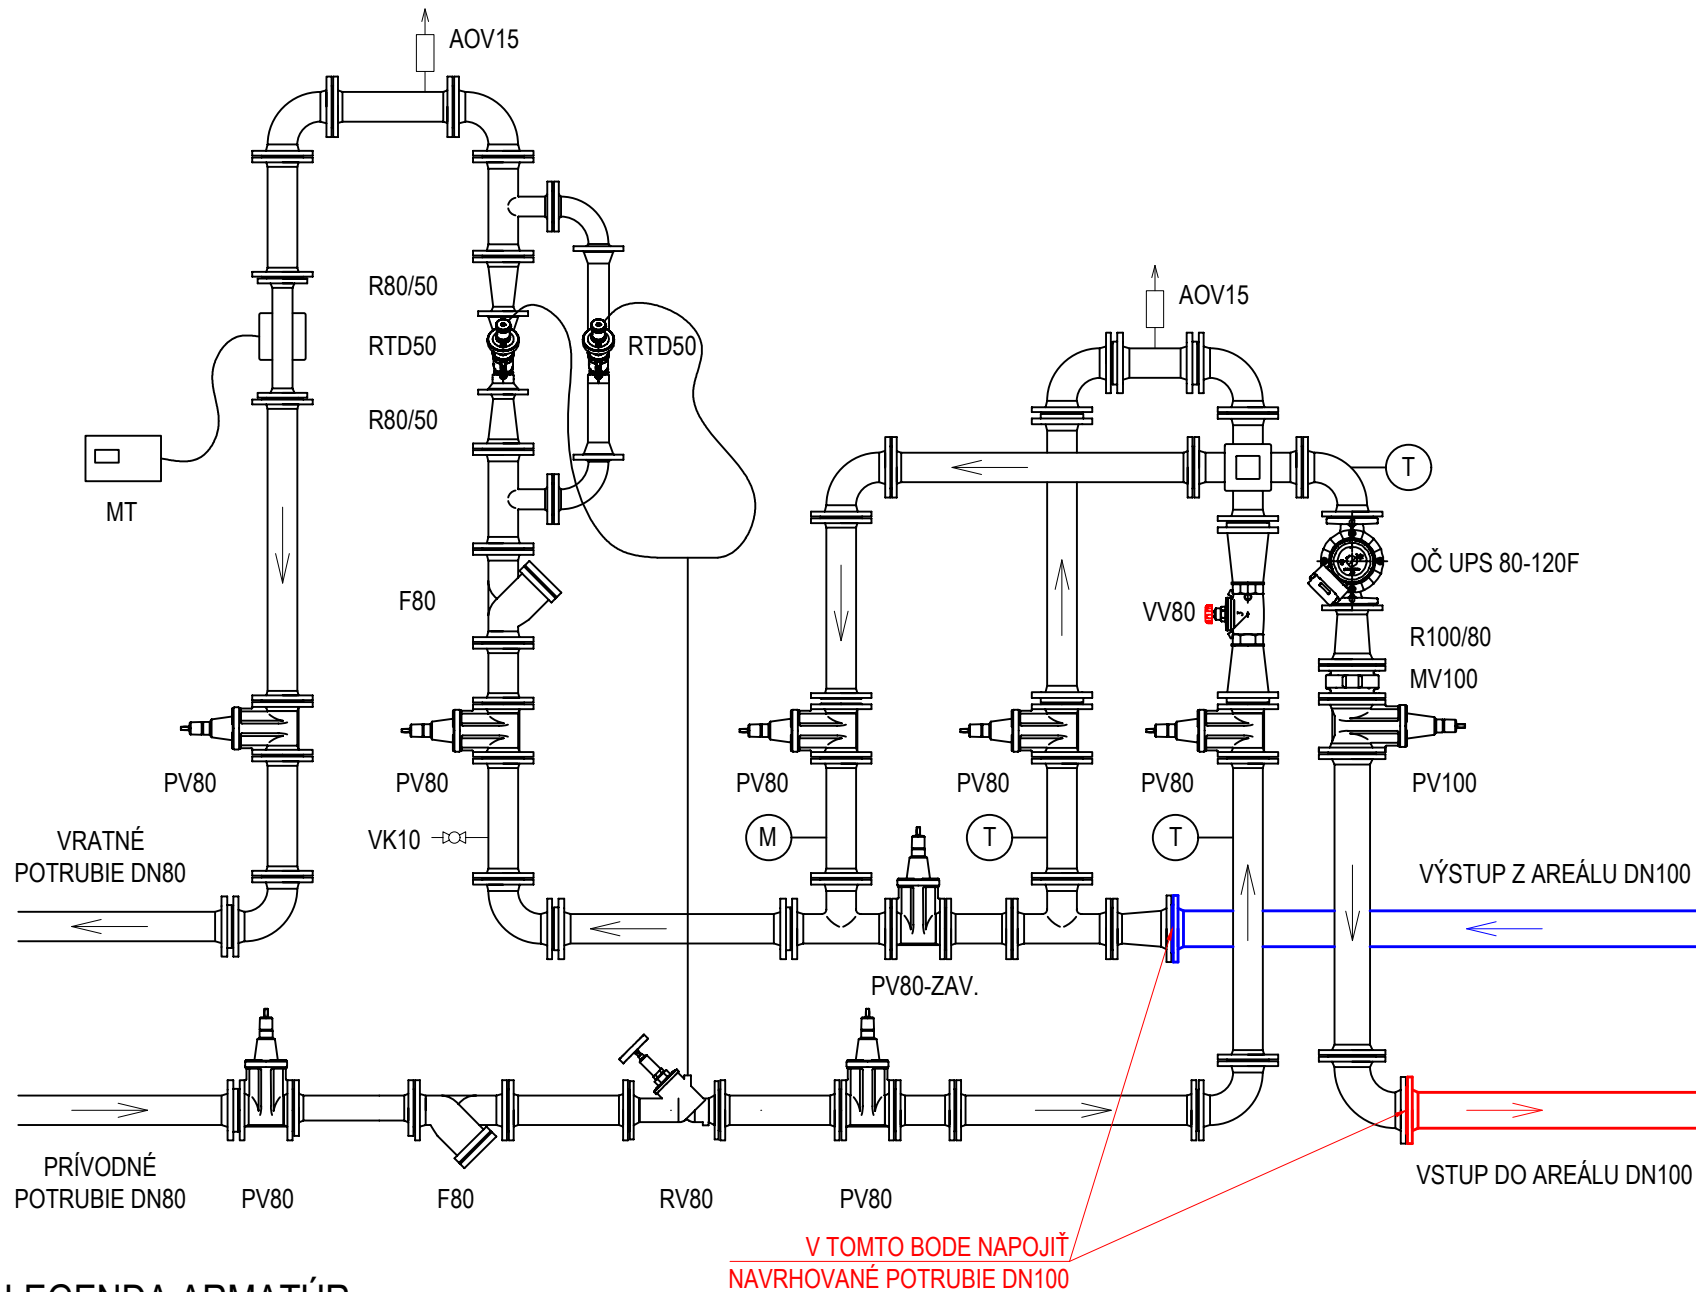 AOV15
R80/50
AOV15
RTD50
RTD50
R80/50
T
MT
OČ UPS 80-120F
F80
VV80
R100/80
MV100
PV80
PV80
PV80
PV80
PV80
PV100
VRATNÉ
POTRUBIE DN80
VK10
M
T
T
VÝSTUP Z AREÁLU DN100
PV80-ZAV.
PRÍVODNÉ
POTRUBIE DN80
PV80
F80
RV80
PV80
VSTUP DO AREÁLU DN100
V TOMTO BODE NAPOJIŤ
NAVRHOVANÉ POTRUBIE DN100
LEGENDA ARMATÚR